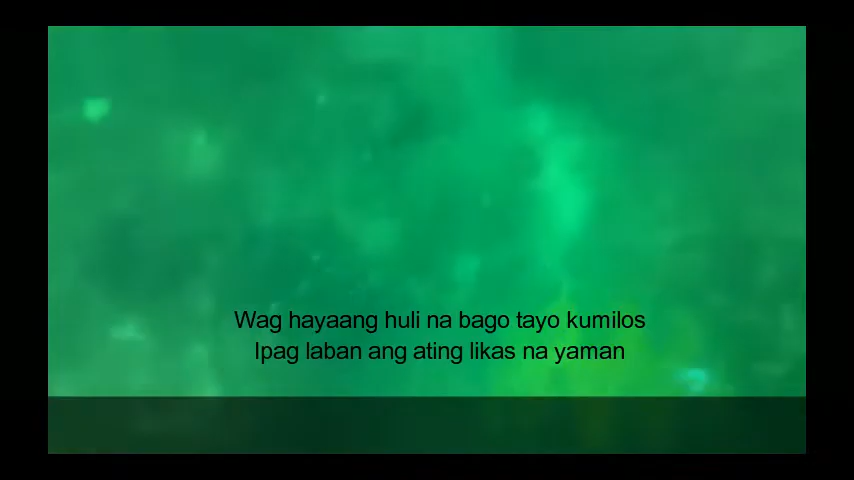 Wag hayaang huli na bago tayo kumilos
Ipag laban ang ating likas na yaman